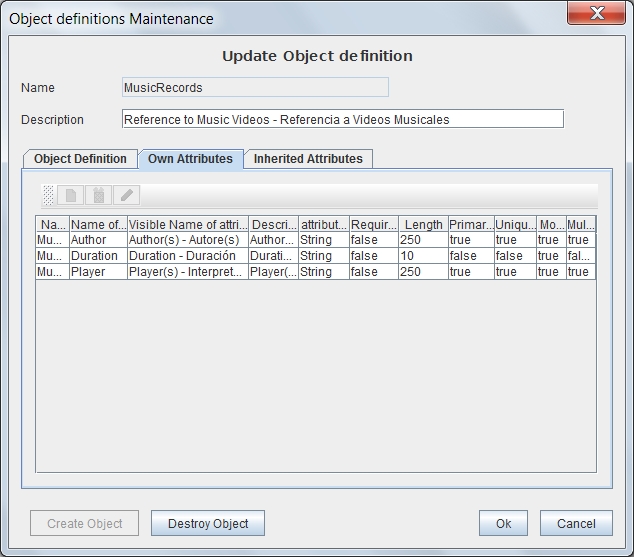 Object definitions Maintenance
Update Object definition
Name MusicRecords
Description Reference to Music Videos - Referencia a Videos Musicales
Object Definition Own Attributes Inherited Attributes
Na... Name of... Visible Name of attri... Descri... attribut... Requir... Length Primar... Uniqu... Mo... Mul...
Mu... Author Author(s) - Autore(s) Author... String false 250 true true true true
Mu... Duration Duration - Duración Durati... String false 10 false false true fal...
Mu... Player Player(s) - Interpret... Player(... String false 250 true true true true
Create Object Destroy Object Ok Cancel